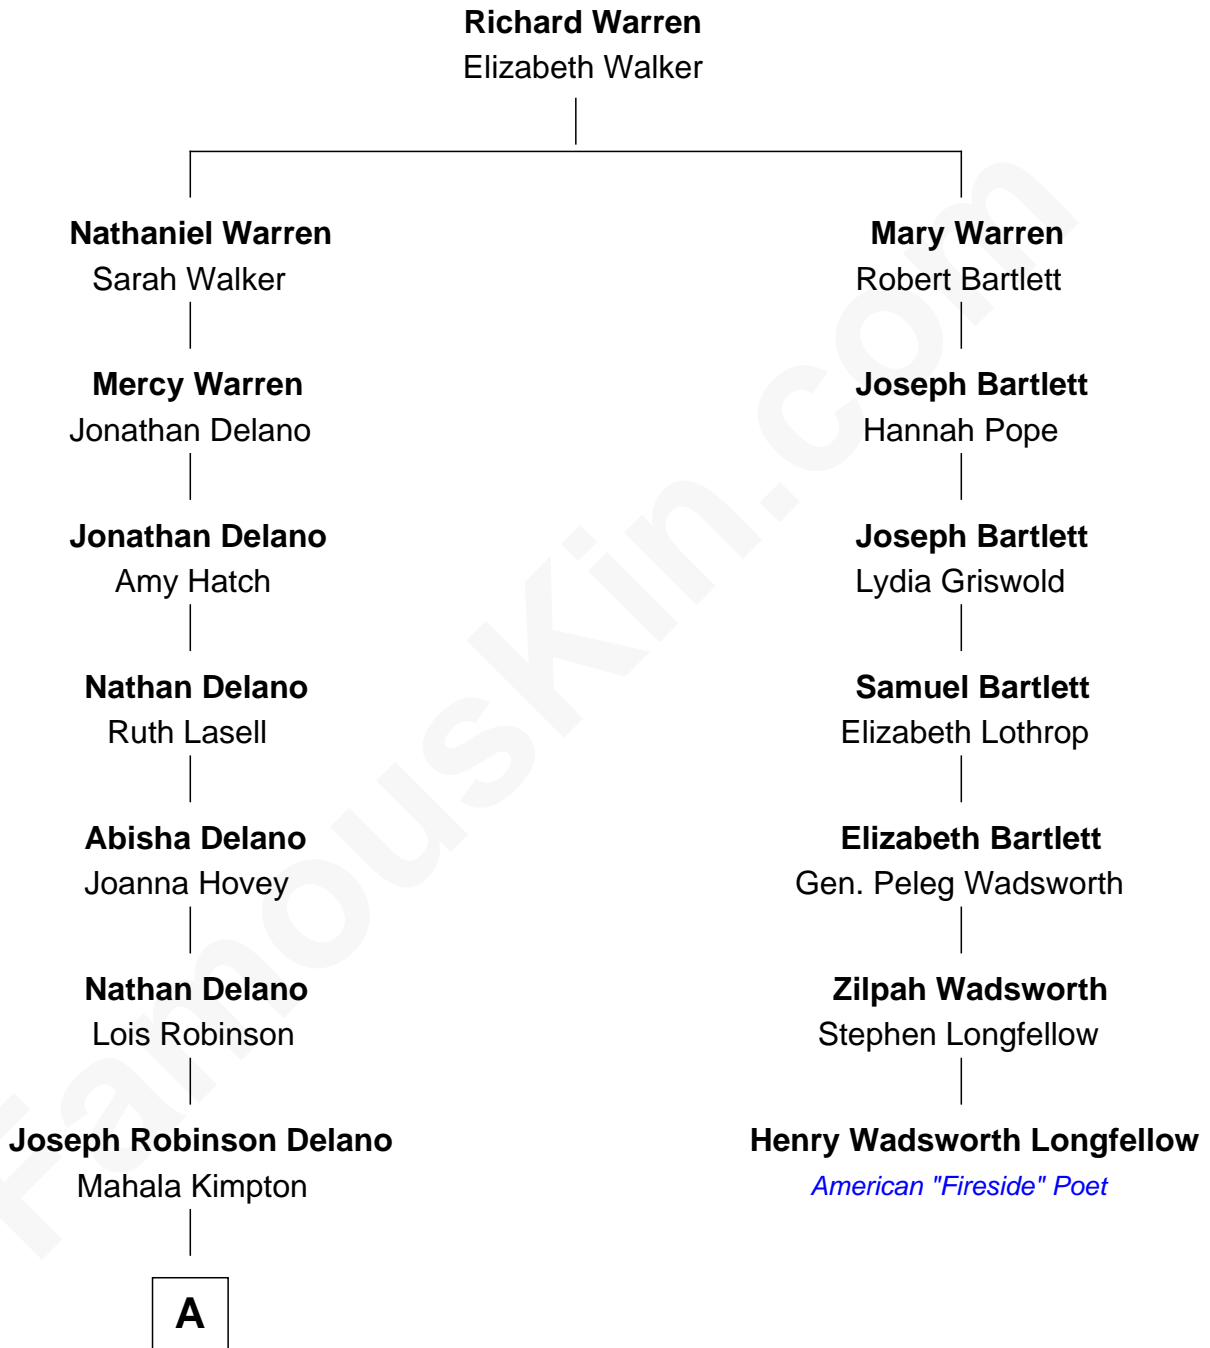 Richard Warren
Elizabeth Walker
Nathaniel Warren
Sarah Walker
Mercy Warren
Jonathan Delano
Jonathan Delano
Amy Hatch
Nathan Delano
Ruth Lasell
Abisha Delano
Joanna Hovey
Nathan Delano
Lois Robinson
Joseph Robinson Delano
Mahala Kimpton
A
Mary Warren
Robert Bartlett
Joseph Bartlett
Hannah Pope
Joseph Bartlett
Lydia Griswold
Samuel Bartlett
Elizabeth Lothrop
Elizabeth Bartlett
Gen. Peleg Wadsworth
Zilpah Wadsworth
Stephen Longfellow
Henry Wadsworth Longfellow
American "Fireside" Poet
FamousKin.com